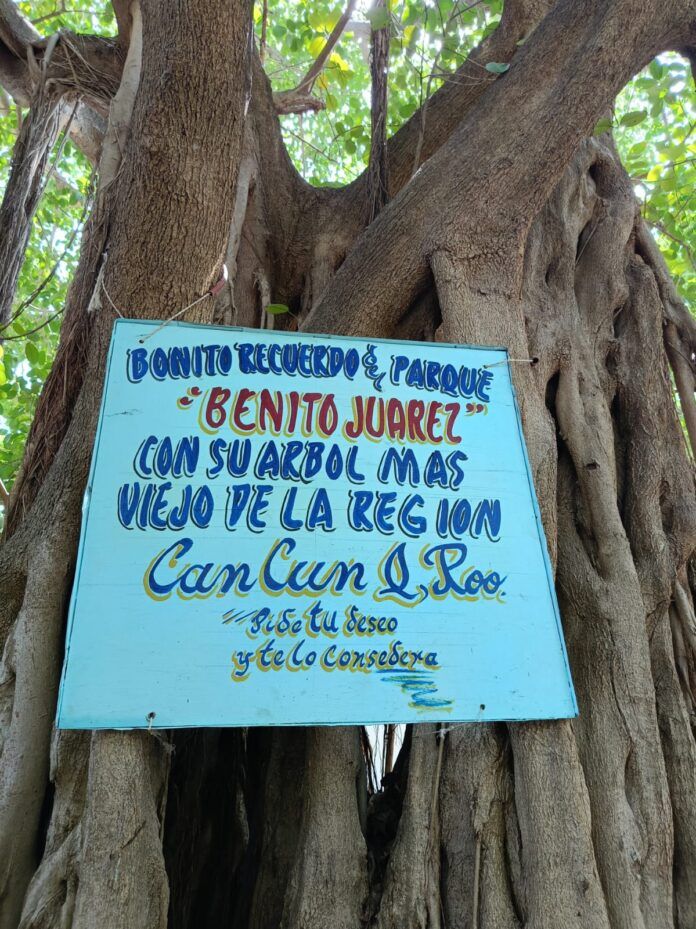 BONITO RECUERDO & PARQUE
"BENITO JUAREZ"
CON SU ARBOL MAS
VIEJO DE LA REGION
Can Cun Q, Roo.
"Pide tu deseo
y te lo Consedera